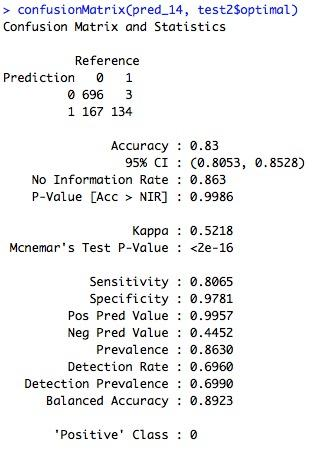 > confusionMatrix(pred_14, test2$optimal)
Confusion Matrix and Statistics
Reference
Prediction 0 1
0 696 3
1 167 134
Accuracy : 0.83
95% CI : (0.8053, 0.8528)
No Information Rate : 0.863
P-Value [Acc > NIR] : 0.9986
Kappa : 0.5218
Mcnemar's Test P-Value : <2e-16
Sensitivity : 0.8065
Specificity : 0.9781
Pos Pred Value : 0.9957
Neg Pred Value : 0.4452
Prevalence : 0.8630
Detection Rate : 0.6960
Detection Prevalence : 0.6990
Balanced Accuracy : 0.8923
'Positive' Class : 0